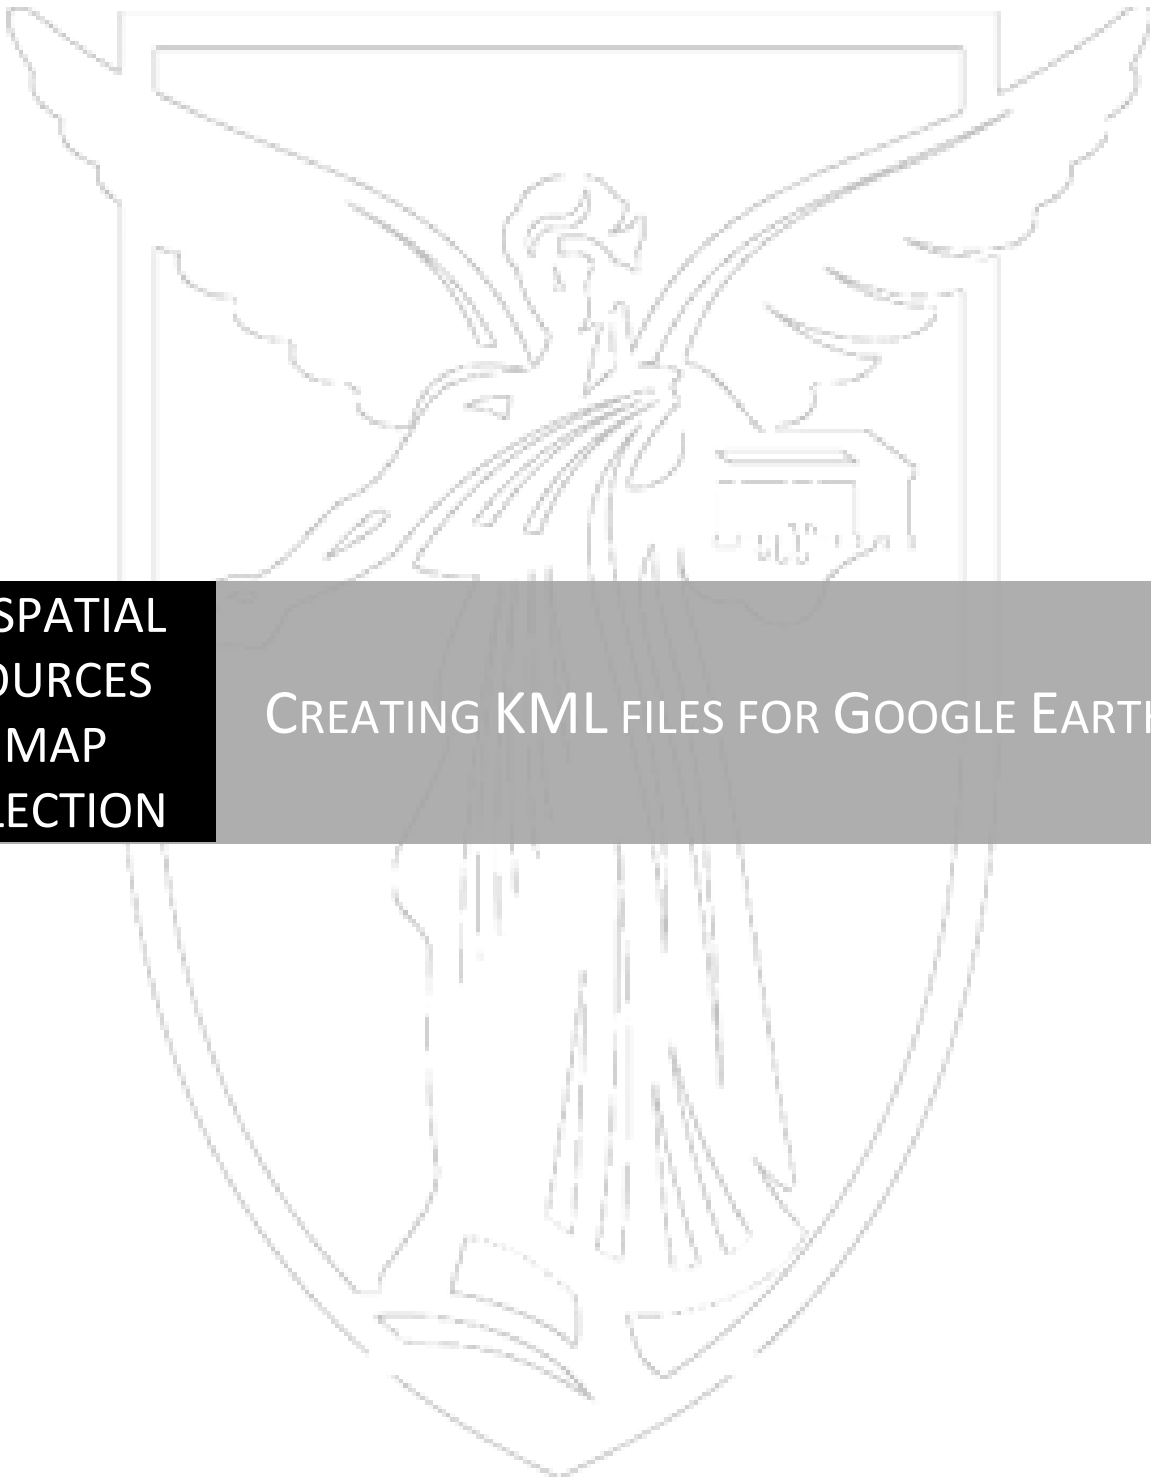 SPATIAL
OURCES
MAP
LECTION
CREATING KML FILES FOR GOOGLE EARTH